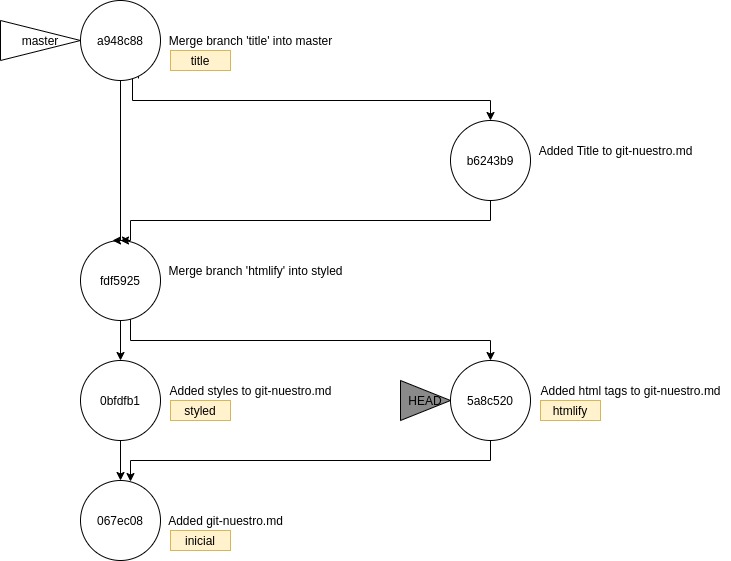 master
a948c88
Merge branch 'title' into master
title
b6243b9
Added Title to git-nuestro.md
fdf5925
Merge branch 'htmlify' into styled
0bfdfb1
Added styles to git-nuestro.md
styled
HEAD
5a8c520
Added html tags to git-nuestro.md
htmlify
067ec08
Added git-nuestro.md
inicial